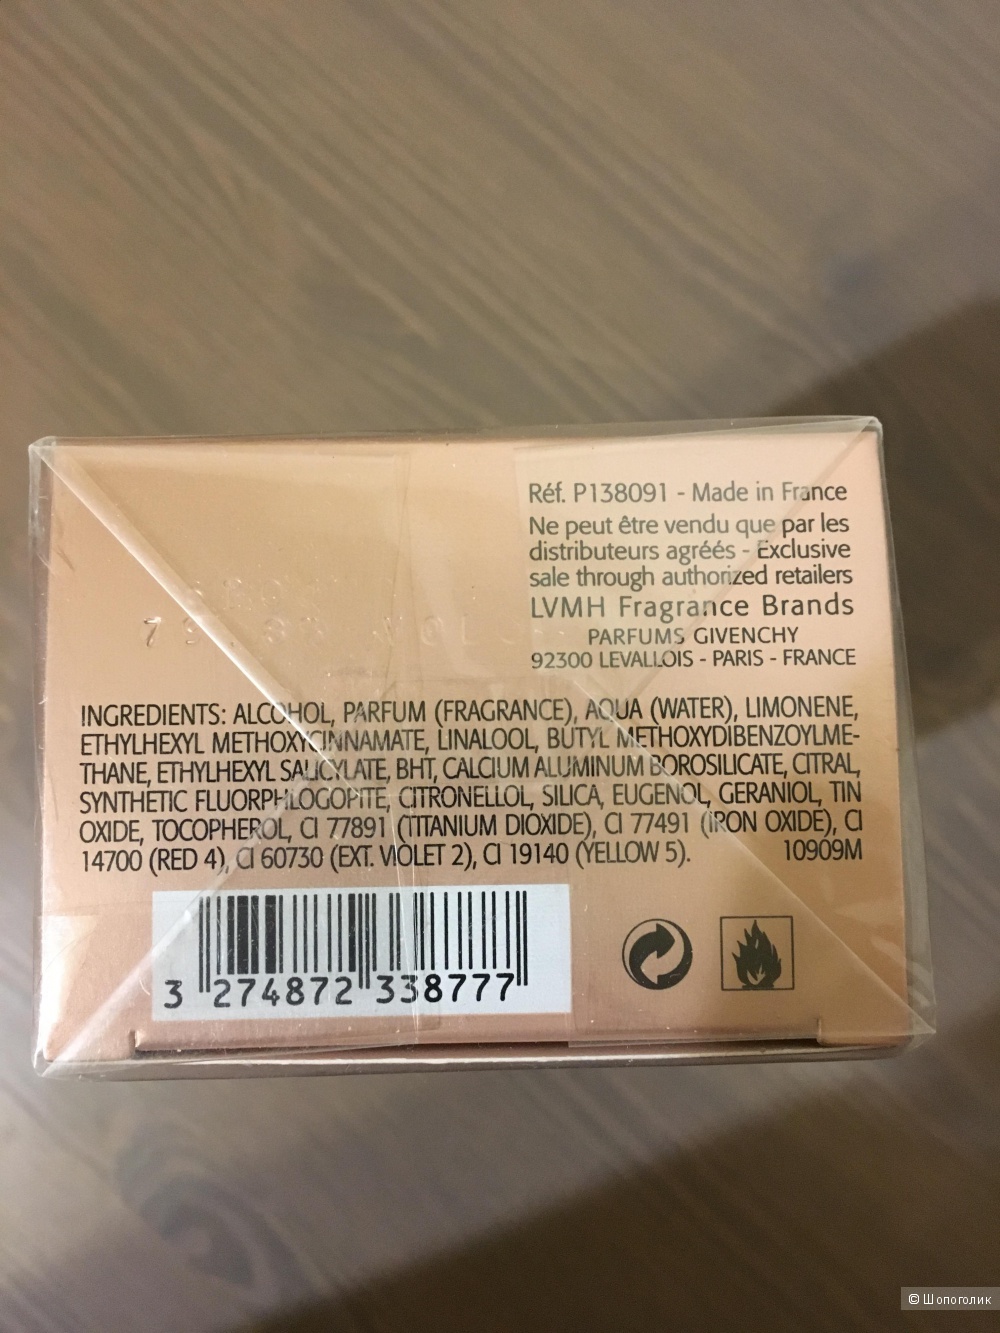 Réf. P138091 - Made in France
Ne peut être vendu que par les
distributeurs agréés - Exclusive
sale through authorized retailers
LVMH Fragrance Brands
PARFUMS GIVENCHY
92300 LEVALLOIS - PARIS - FRANCE
INGREDIENTS: ALCOHOL, PARFUM (FRAGRANCE), AQUA (WATER), LIMONENE,
ETHYLHEXYL METHOXYCINNAMATE, LINALOOL, BUTYL METHOXYDIBENZOYLME-
THANE, ETHYLHEXYL SALICYLATE, BHT, CALCIUM ALUMINUM BOROSILICATE, CITRAL,
SYNTHETIC FLUORPHLOGOPITE, CITRONELLOL, SILICA, EUGENOL, GERANIOL, TIN
OXIDE, TOCOPHEROL, CI 77891 (TITANIUM DIOXIDE), CI 77491 (IRON OXIDE), CI
14700 (RED 4), CI 60730 (EXT. VIOLET 2), CI 19140 (YELLOW 5). 10909M
3 274872 338777
© Шопоголик